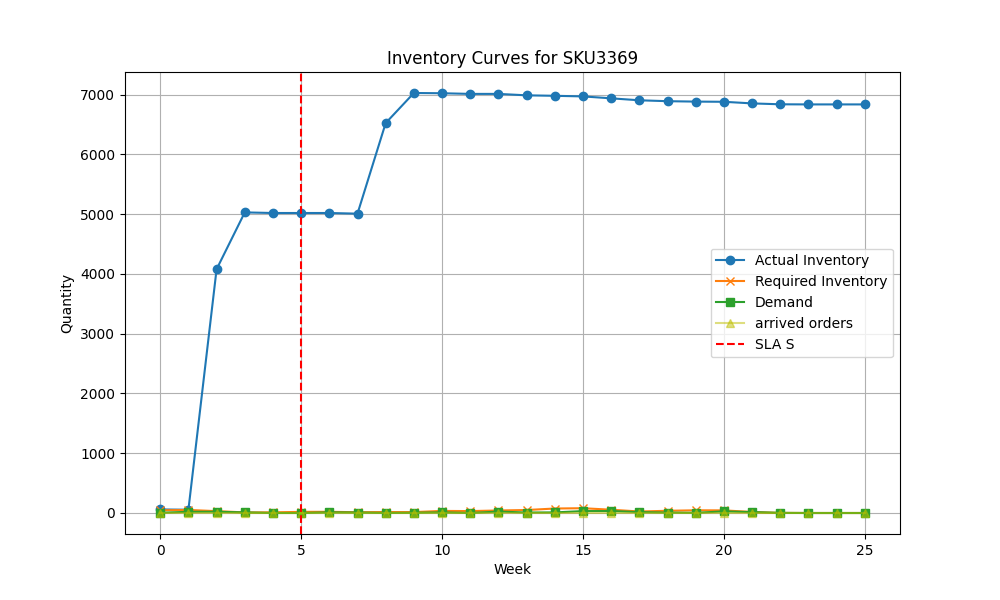 Inventory Curves for SKU3369
7000
6000
5000
4000
3000
2000
1000
0
Quantity
Actual Inventory
Required Inventory
Demand
arrived orders
SLA S
0 5 10 15 20 25
Week